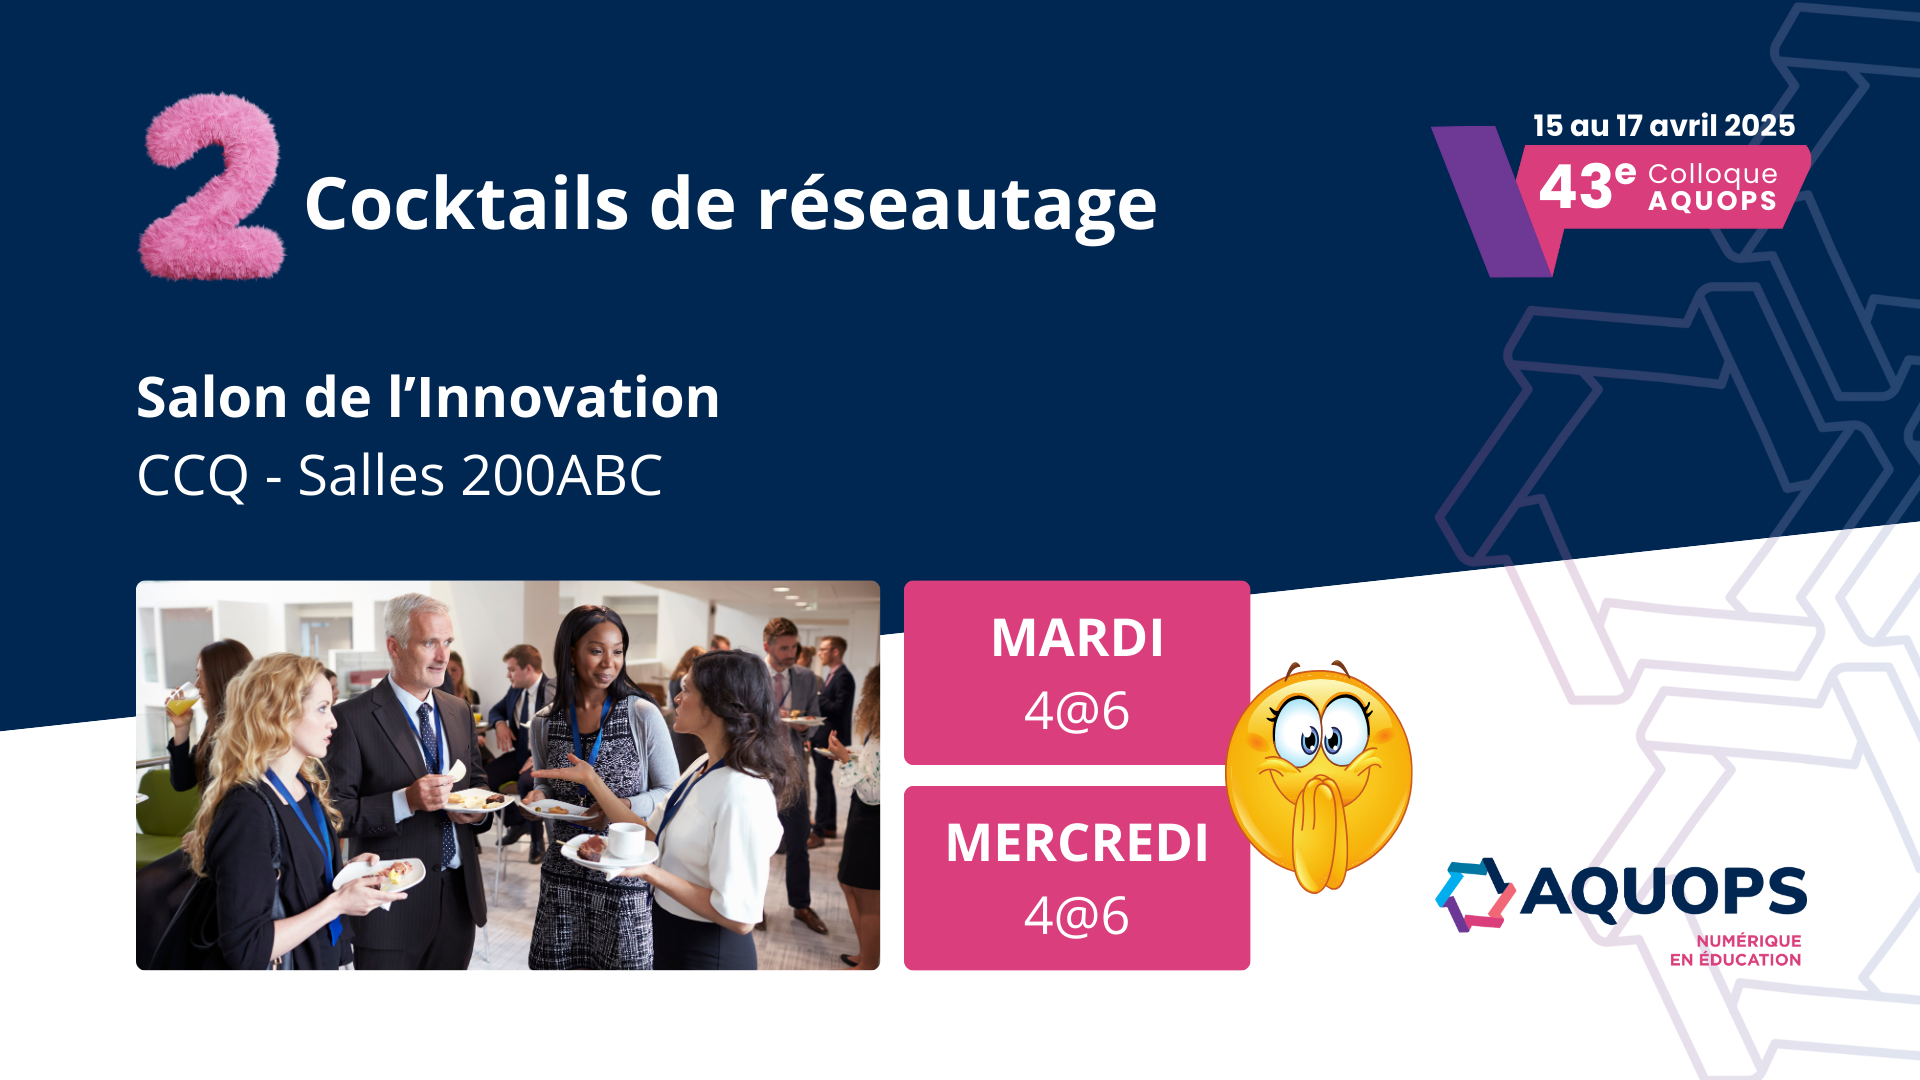 2 Cocktails de réseautage
15 au 17 avril 2025
43e Colloque
AQUOPS
Salon de l’Innovation
CCQ - Salles 200ABC
MARDI
4@6
MERCREDI
4@6
AQUOPS
NUMÉRIQUE
EN ÉDUCATION